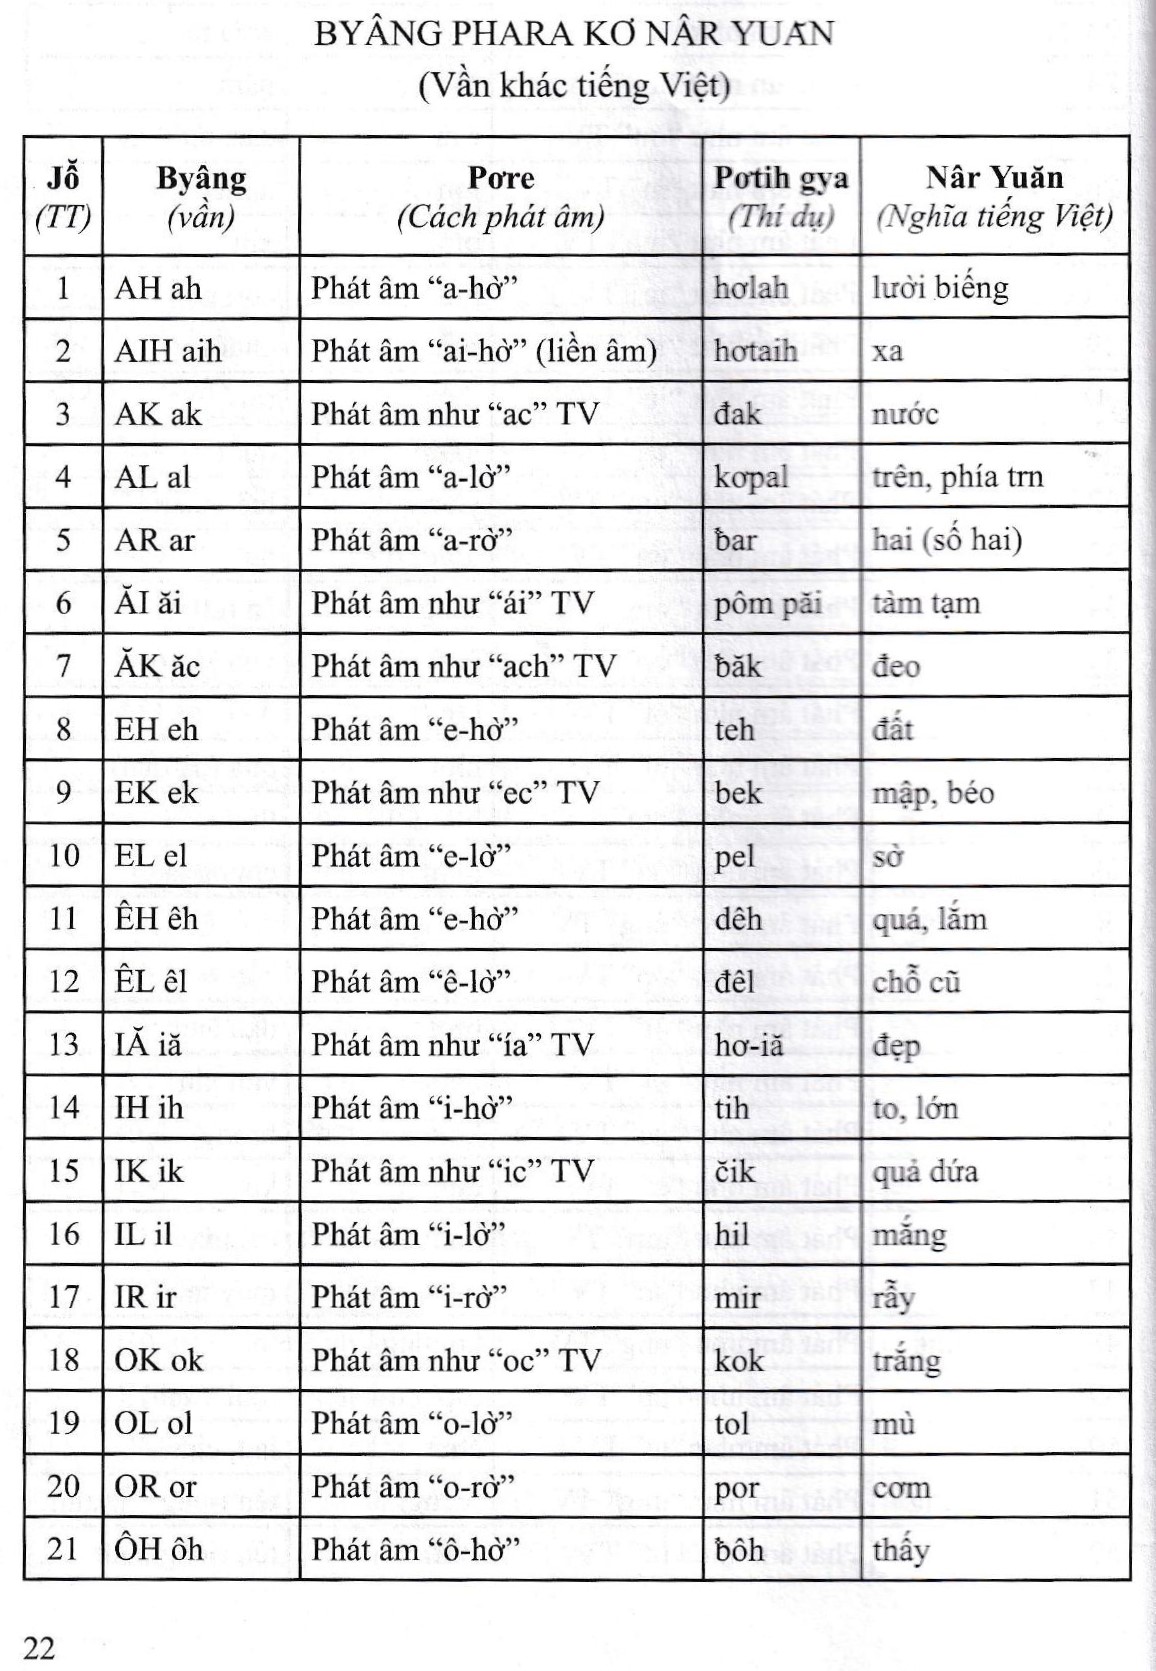 BYÂNG PHARA KƠ NÂR YUĂN
(Vần khác tiếng Việt)
Jỗ Byâng Pơre Pơtih gya Nâr Yuăn
(TT) (vần) (Cách phát âm) (Thí dụ) (Nghĩa tiếng Việt)
1 AH ah Phát âm “a-hờ” hơlah lười biếng
2 AIH aih Phát âm “ai-hờ” (liền âm) hơtaih xa
3 AK ak Phát âm như “ac” TV đak nước
4 AL al Phát âm “a-lờ” kơpal trên, phía trn
5 AR ar Phát âm “a-rờ” ƀar hai (số hai)
6 ĂI ăi Phát âm như “ái” TV pôm păi tàm tạm
7 ĂK ăc Phát âm như “ach” TV ƀăk đeo
8 EH eh Phát âm “e-hờ” teh đất
9 EK ek Phát âm như “ec” TV bek mập, béo
10 EL el Phát âm “e-lờ” pel sờ
11 ÊH êh Phát âm “e-hờ” dêh quá, lắm
12 ÊL êl Phát âm “ê-lờ” đêl chỗ cũ
13 IĂ iă Phát âm như “ía” TV hơ-iă đẹp
14 IH ih Phát âm “i-hờ” tih to, lớn
15 IK ik Phát âm như “ic” TV čik quả dứa
16 IL il Phát âm “i-lờ” hil mắng
17 IR ir Phát âm “i-rờ” mir rẫy
18 OK ok Phát âm như “oc” TV kok trắng
19 OL ol Phát âm “o-lờ” tol mù
20 OR or Phát âm “o-rờ” por cơm
21 ÔH ôh Phát âm “ô-hờ” ƀôh thấy
22